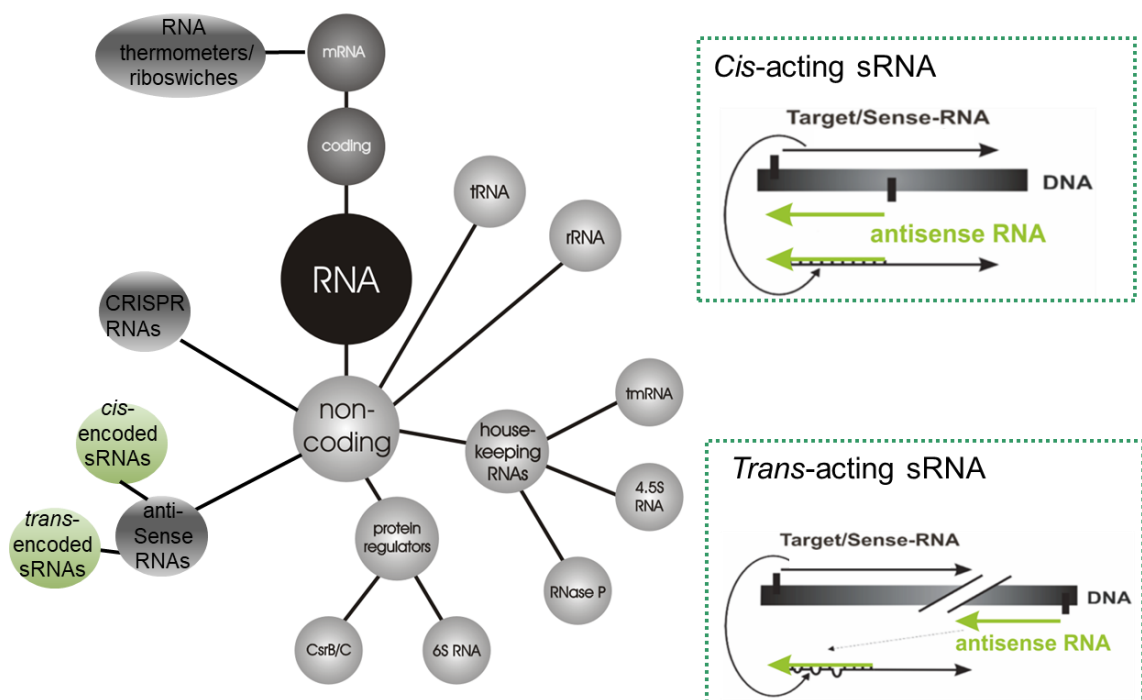 RNA
thermometers/
riboswiches
mRNA
coding
RNA
tRNA
rRNA
CRISPR
RNAs
non-
coding
cis-
encoded
sRNAs
trans-
encoded
sRNAs
anti-
Sense
RNAs
protein
regulators
CsrB/C
6S RNA
house-
keeping
RNAs
tmRNA
4.5S
RNA
RNase P
Cis-acting sRNA
Target/Sense-RNA
DNA
antisense RNA
Trans-acting sRNA
Target/Sense-RNA
DNA
antisense RNA